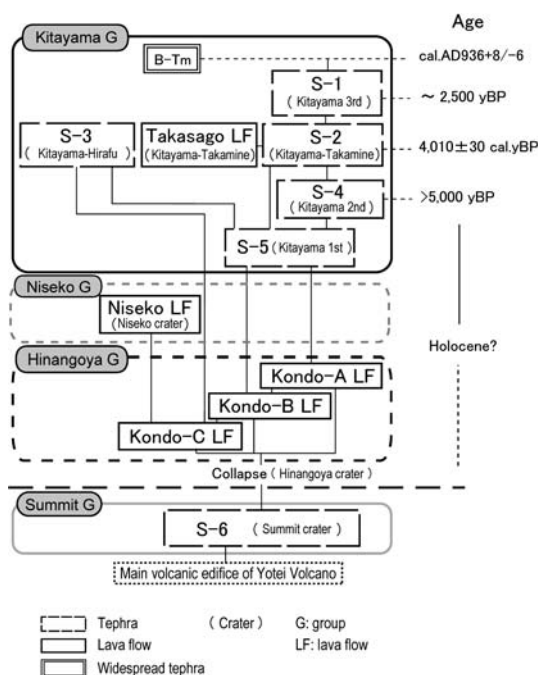 Age
Kitayama G
B-Tm
cal.AD936+8/-6
S-1
( Kitayama 3rd )
~ 2,500 yBP
S-3
( Kitayama-Hirafu )
Takasago LF
(Kitayama-Takamine)
S-2
(Kitayama-Takamine)
4,010±30 cal.yBP
S-4
( Kitayama 2nd )
>5,000 yBP
S-5 ( Kitayama 1st )
Niseko G
Niseko LF
(Niseko crater)
Holocene?
Hinangoya G
Kondo-A LF
Kondo-B LF
Kondo-C LF
Collapse ( Hinangoya crater )
Summit G
S-6 ( Summit crater )
Main volcanic edifice of Yotei Volcano
Tephra ( Crater ) G: group
Lava flow LF: lava flow
Widespread tephra